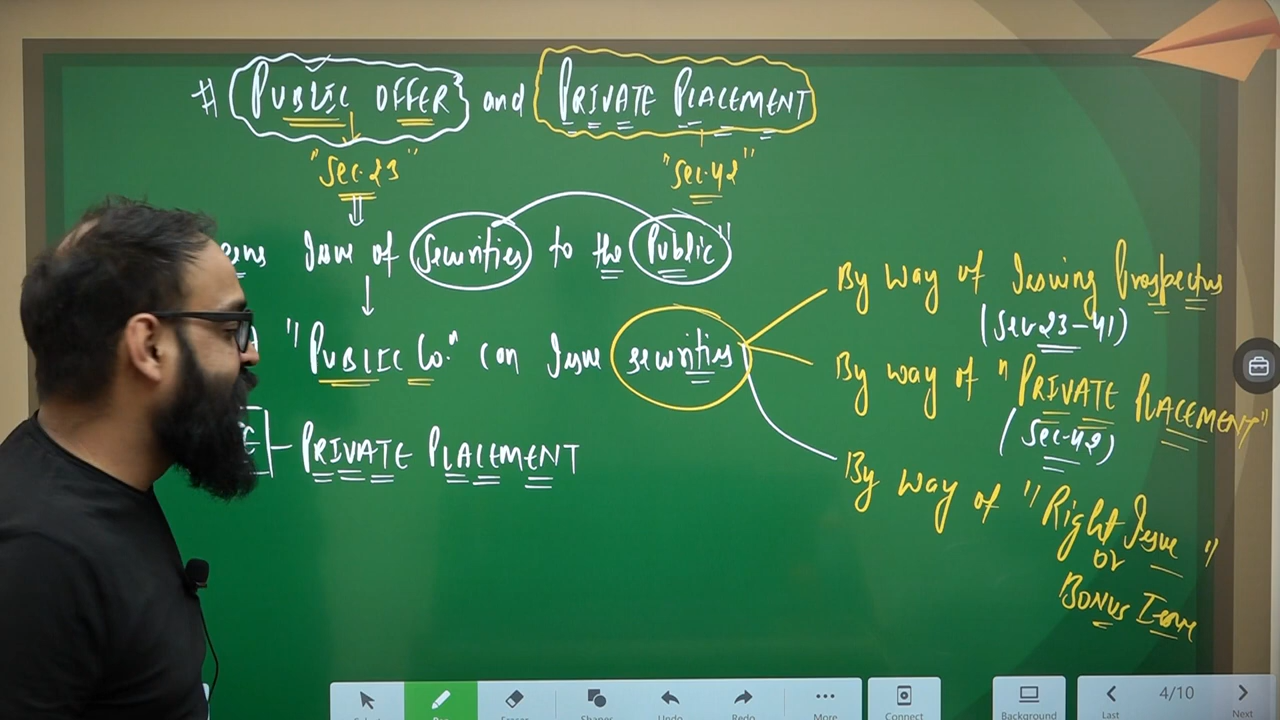 # PUBLIC OFFER and PRIVATE PLACEMENT
"Sec-23" "Sec-42"
Issue of Securities to the Public"
"PUBLIC Co." Can Issue securities
PRIVATE PLACEMENT
By way of Issuing Prospectus
(Sec 23-41)
By way of "PRIVATE PLACEMENT"
(Sec-42)
By way of "Right Issue"
or
BONUS Issue
Shapes
Undo
Redo
More
Connect
Background
Last
4/10
Next